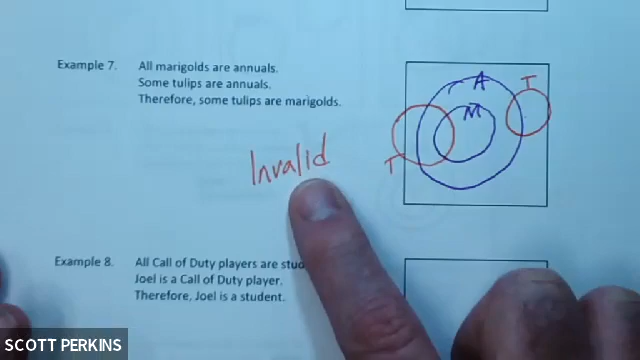 Example 7. All marigolds are annuals.
Some tulips are annuals.
Therefore, some tulips are marigolds.
A
T
M
Invalid
T
Example 8. All Call of Duty players are
Joel is a Call of Duty player.
Therefore, Joel is a student.
SCOTT PERKINS